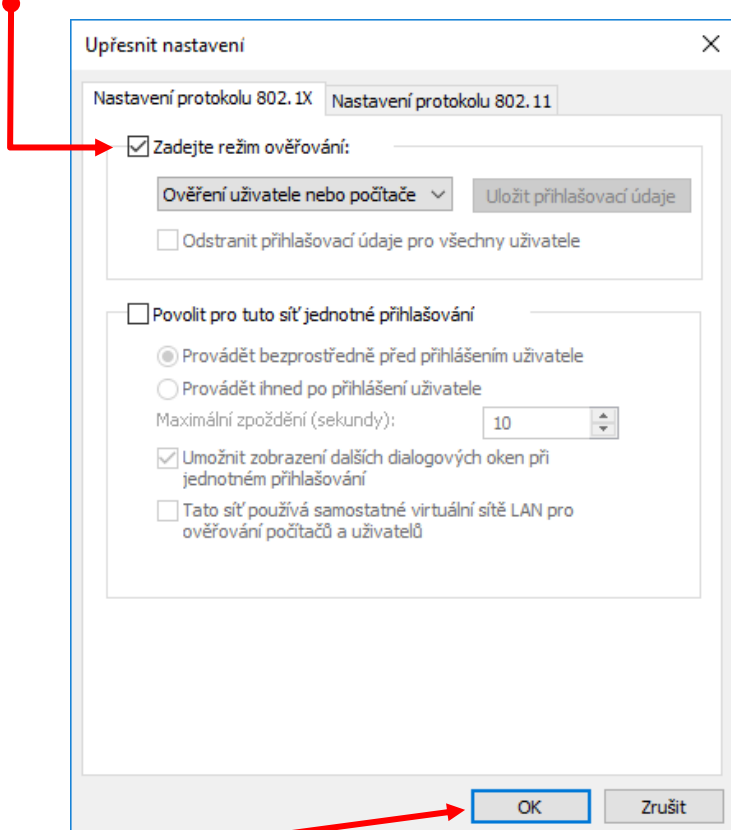 Upřesnit nastavení
Nastavení protokolu 802.1X Nastavení protokolu 802.11
Zadejte režim ověřování:
Ověření uživatele nebo počítače Uložit přihlašovací údaje
Odstranit přihlašovací údaje pro všechny uživatele
Povolit pro tuto síť jednotné přihlašování
Provádět bezprostředně před přihlášením uživatele
Provádět ihned po přihlášení uživatele
Maximální zpoždění (sekundy): 10
Umožnit zobrazení dalších dialogových oken při
jednotném přihlašování
Tato síť používá samostatné virtuální sítě LAN pro
ověřování počítačů a uživatelů
OK Zrušit